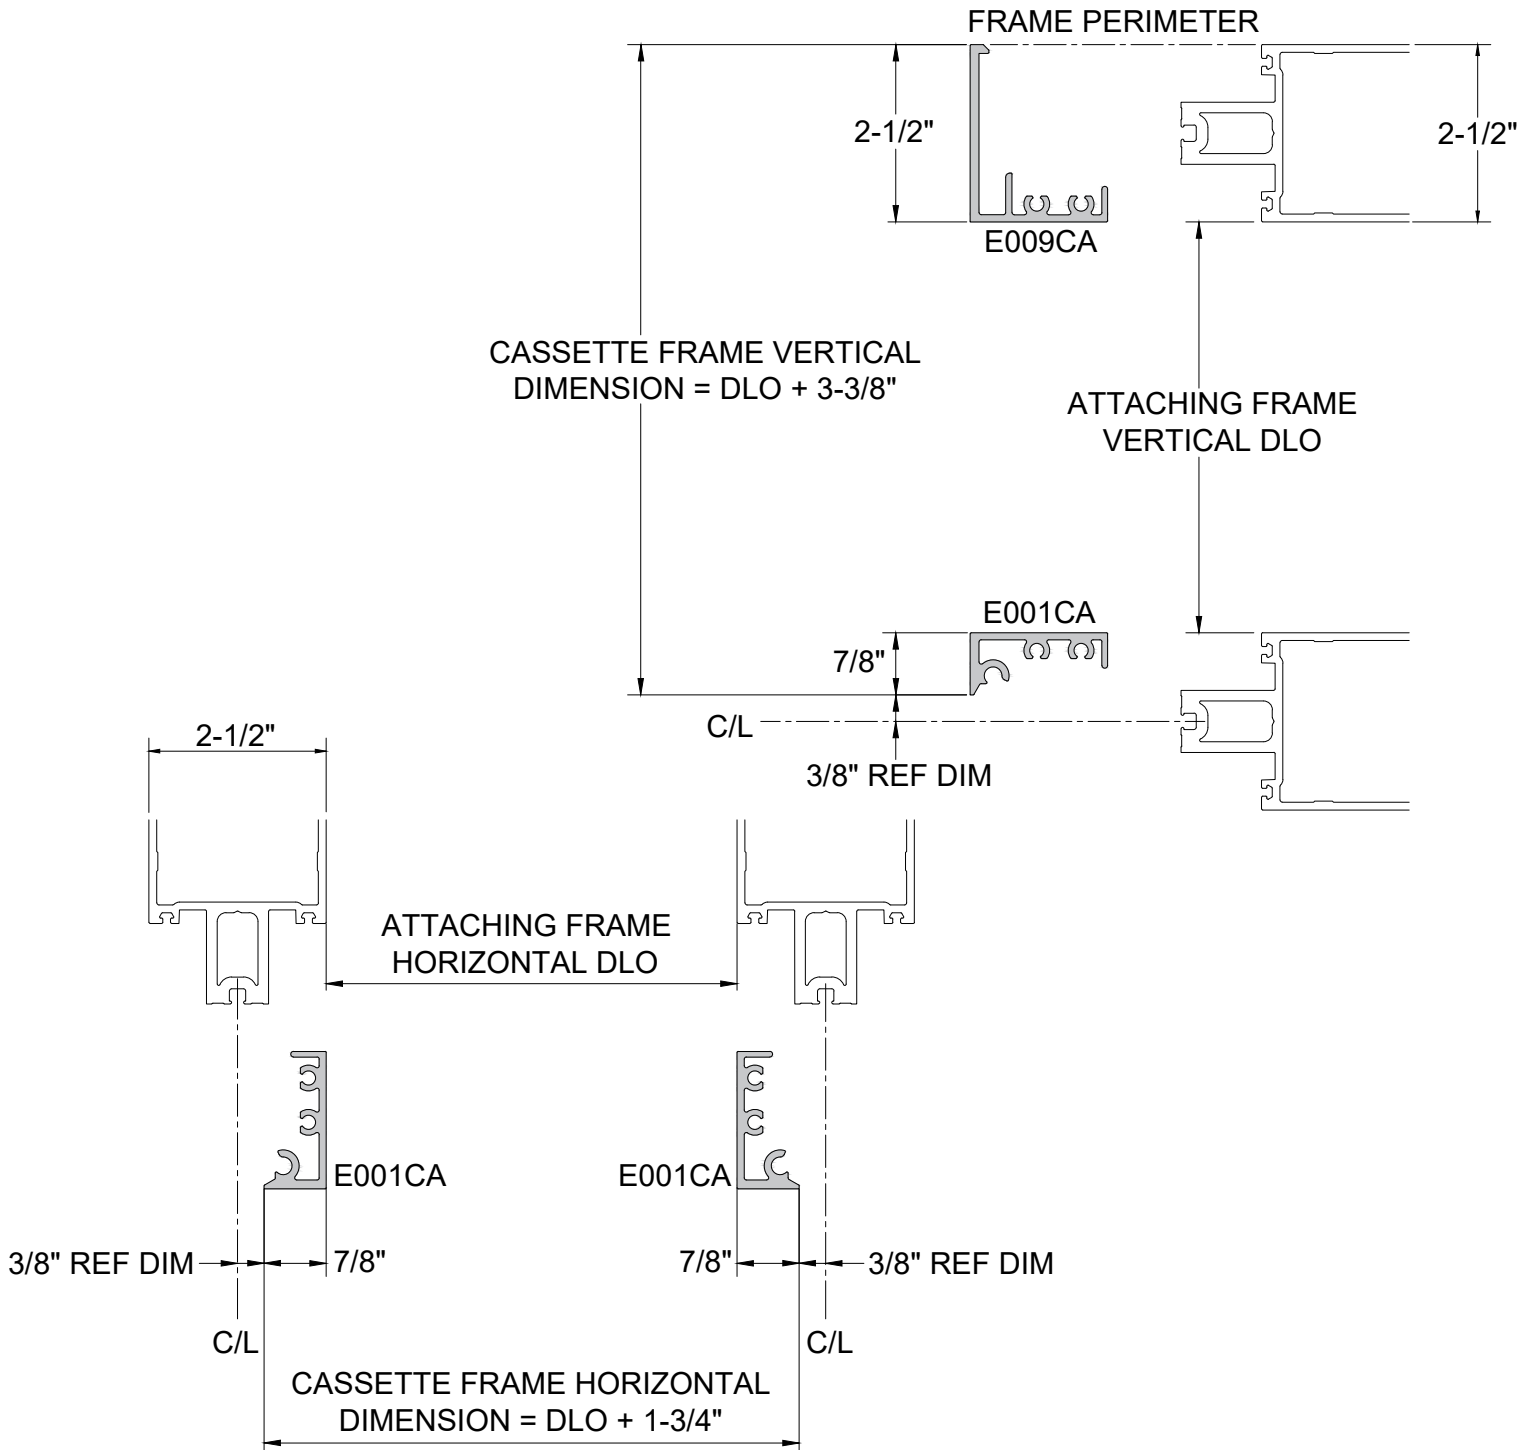 FRAME PERIMETER
2-1/2"
2-1/2"
E009CA
CASSETTE FRAME VERTICAL
DIMENSION = DLO + 3-3/8"
ATTACHING FRAME
VERTICAL DLO
E001CA
7/8"
C/L
3/8" REF DIM
2-1/2"
ATTACHING FRAME
HORIZONTAL DLO
E001CA
E001CA
3/8" REF DIM
7/8"
7/8"
3/8" REF DIM
C/L
C/L
CASSETTE FRAME HORIZONTAL
DIMENSION = DLO + 1-3/4"